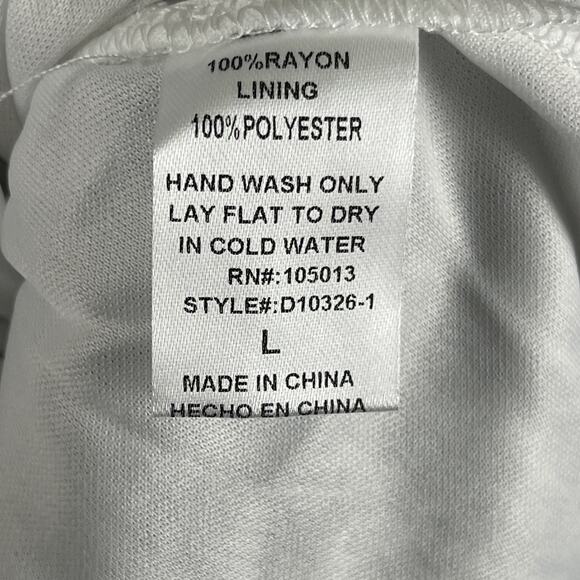 100%RAYON
LINING
100%POLYESTER
HAND WASH ONLY
LAY FLAT TO DRY
IN COLD WATER
RN#:105013
STYLE#:D10326-1
L
MADE IN CHINA
HECHO EN CHINA